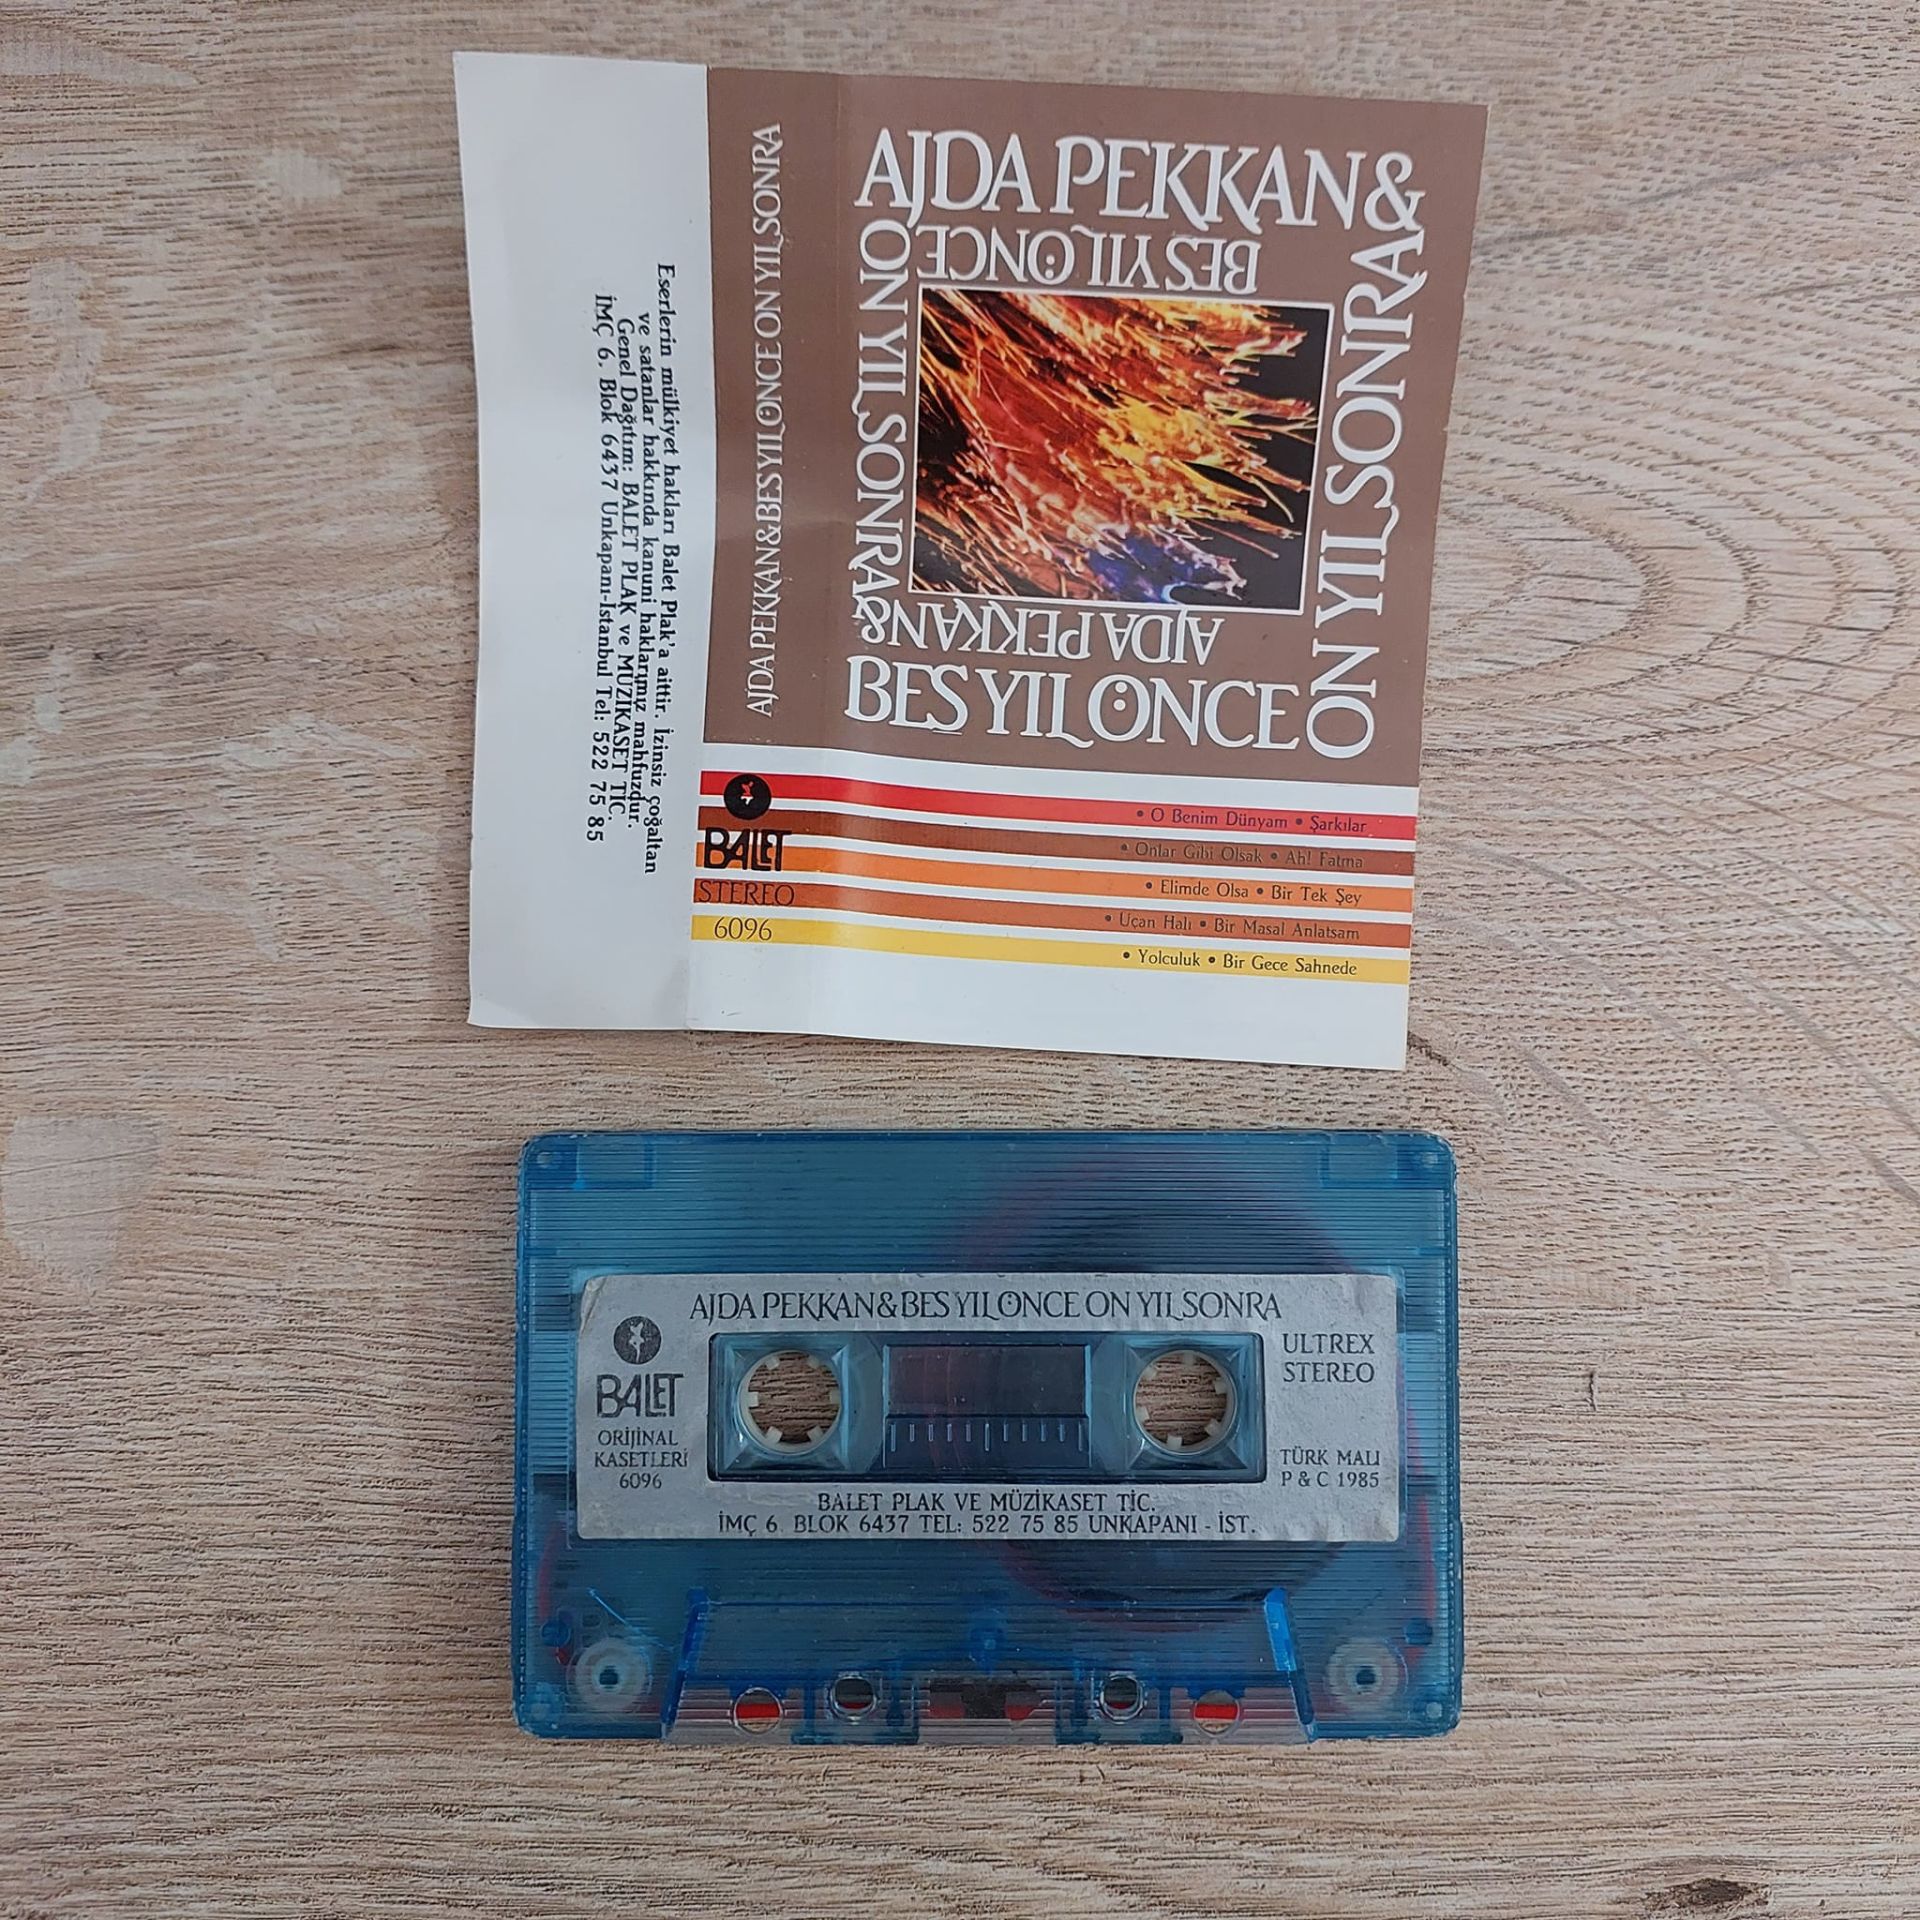 Eserlerin mülkiyet hakları Balet Plak'a aittir. İzinsiz çoğaltan
ve satanlar hakkında kanuni haklarımız mahfuzdur.
Genel Dağıtım: BALET PLAK ve MÜZİKASET TİC.
İMÇ 6. Blok 6437 Unkapanı-İstanbul Tel: 522 75 85
AJDA PEKKAN & BEŞ YIL ÖNCE ON YIL SONRA
BALET
STEREO
6096
AJDA PEKKAN &
BEŞ YIL ÖNCE
ON YIL SONRA
ON YIL SONRA
AJDA PEKKAN &
BEŞ YIL ÖNCE
• O Benim Dünyam • Şarkılar
• Onlar Gibi Olsak • Ah! Fatma
• Elimde Olsa • Bir Tek Şey
• Uçan Halı • Bir Masal Anlatsam
• Yolculuk • Bir Gece Sahnede
AJDA PEKKAN & BEŞ YIL ÖNCE ON YIL SONRA
BALET
ORİJİNAL
KASETLERİ
6096
ULTREX
STEREO
TÜRK MALI
P & C 1985
BALET PLAK VE MÜZİKASET TİC.
İMÇ 6. BLOK 6437 TEL: 522 75 85 UNKAPANI - İST.